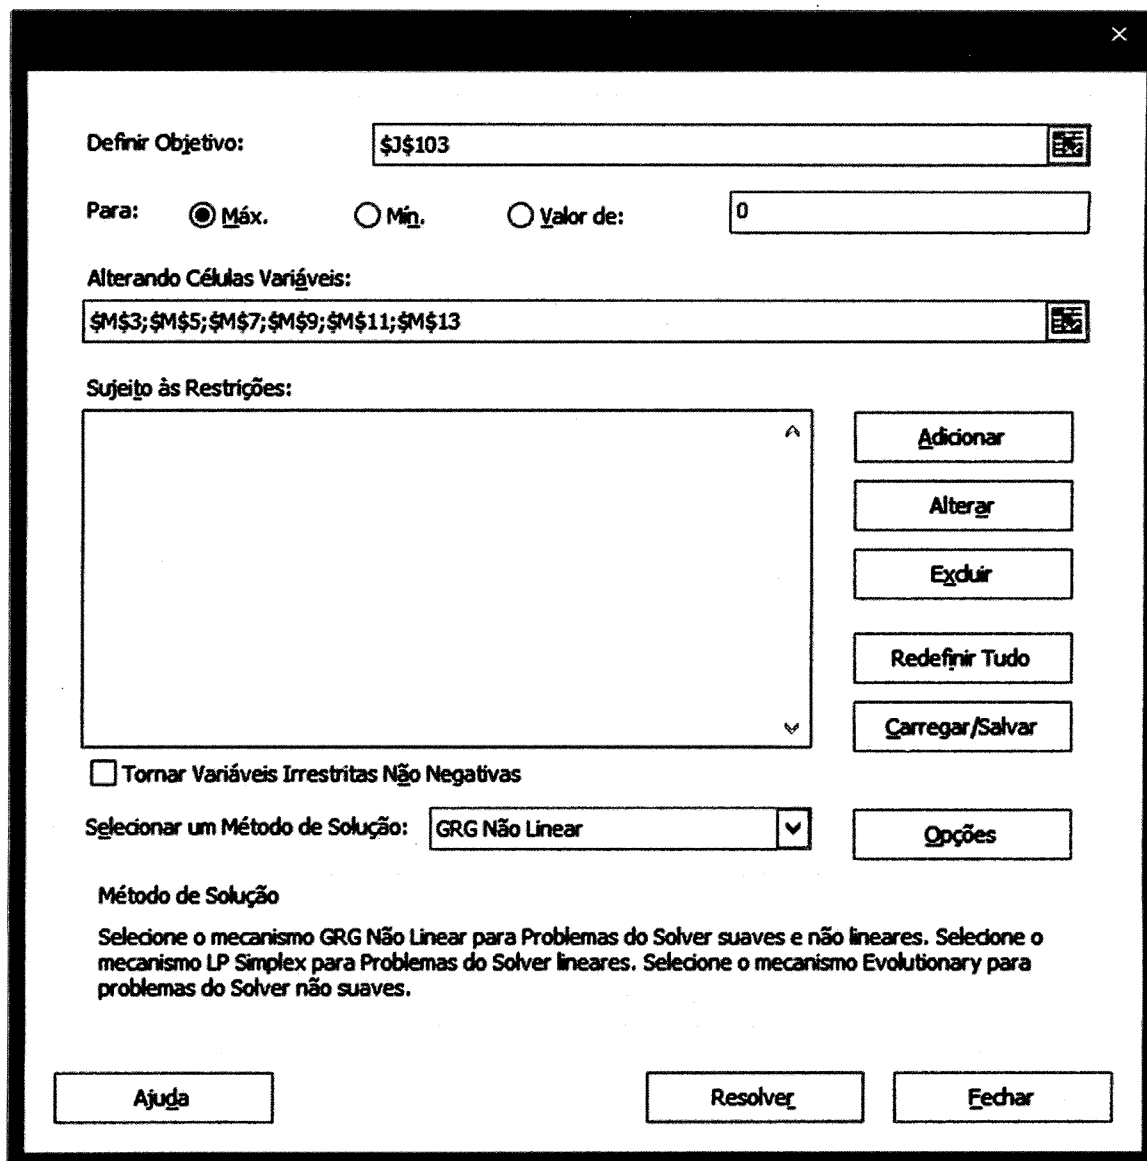 ×
Definir Objetivo: $J$103
Para: Máx. Mín. Valor de: 0
Alterando Células Variáveis:
$M$3;$M$5;$M$7;$M$9;$M$11;$M$13
Sujeito às Restrições:
Adicionar
Alterar
Excluir
Redefinir Tudo
Carregar/Salvar
Tornar Variáveis Irrestritas Não Negativas
Selecionar um Método de Solução: GRG Não Linear
Opções
Método de Solução
Selecione o mecanismo GRG Não Linear para Problemas do Solver suaves e não lineares. Selecione o
mecanismo LP Simplex para Problemas do Solver lineares. Selecione o mecanismo Evolutionary para
problemas do Solver não suaves.
Ajuda Resolver Fechar